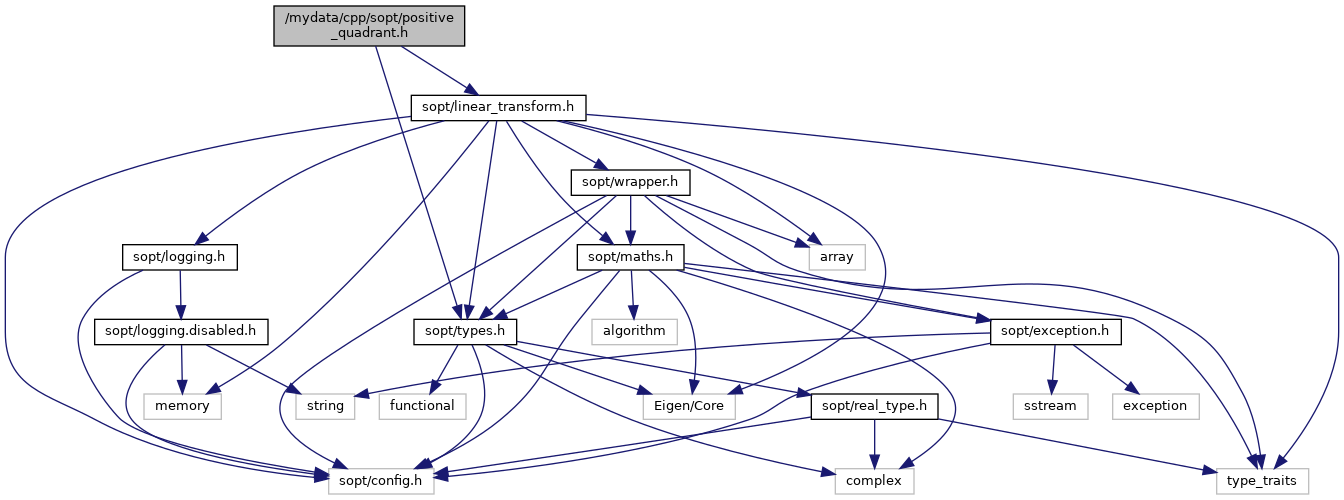 /mydata/cpp/sopt/positive
_quadrant.h
sopt/linear_transform.h
sopt/wrapper.h
sopt/logging.h
sopt/maths.h
array
sopt/logging.disabled.h
sopt/types.h
algorithm
sopt/exception.h
memory
string
functional
Eigen/Core
sopt/real_type.h
sstream
exception
sopt/config.h
complex
type_traits